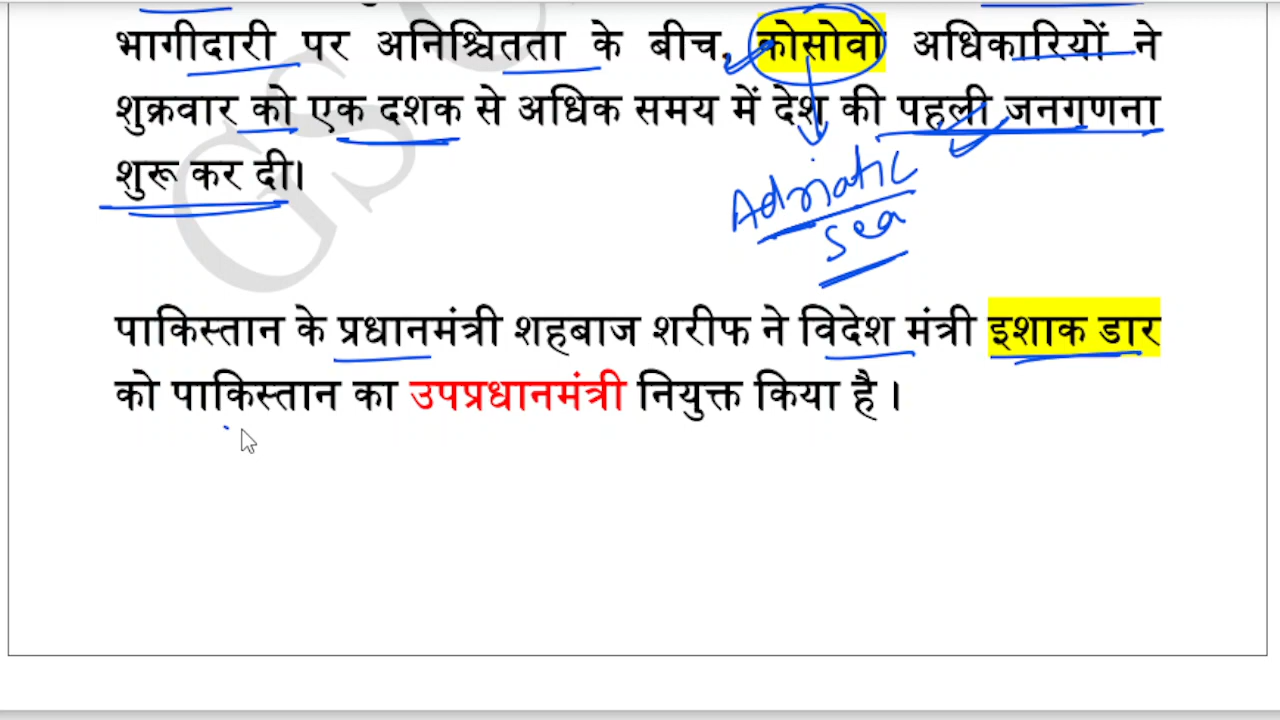 भागीदारी पर अनिश्चितता के बीच, कोसोवो अधिकारियों ने
शुक्रवार को एक दशक से अधिक समय में देश की पहली जनगणना
शुरू कर दी।
Adriatic
Sea
पाकिस्तान के प्रधानमंत्री शहबाज शरीफ ने विदेश मंत्री इशाक डार
को पाकिस्तान का उपप्रधानमंत्री नियुक्त किया है ।